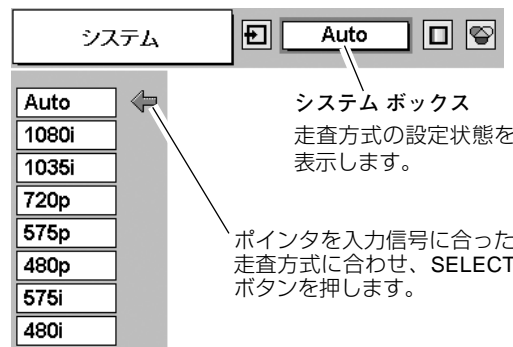 システム
Auto
システム ボックス
走査方式の設定状態を
表示します。
Auto
1080i
1035i
720p
575p
480p
575i
480i
ポインタを入力信号に合った
走査方式に合わせ、SELECT
ボタンを押します。